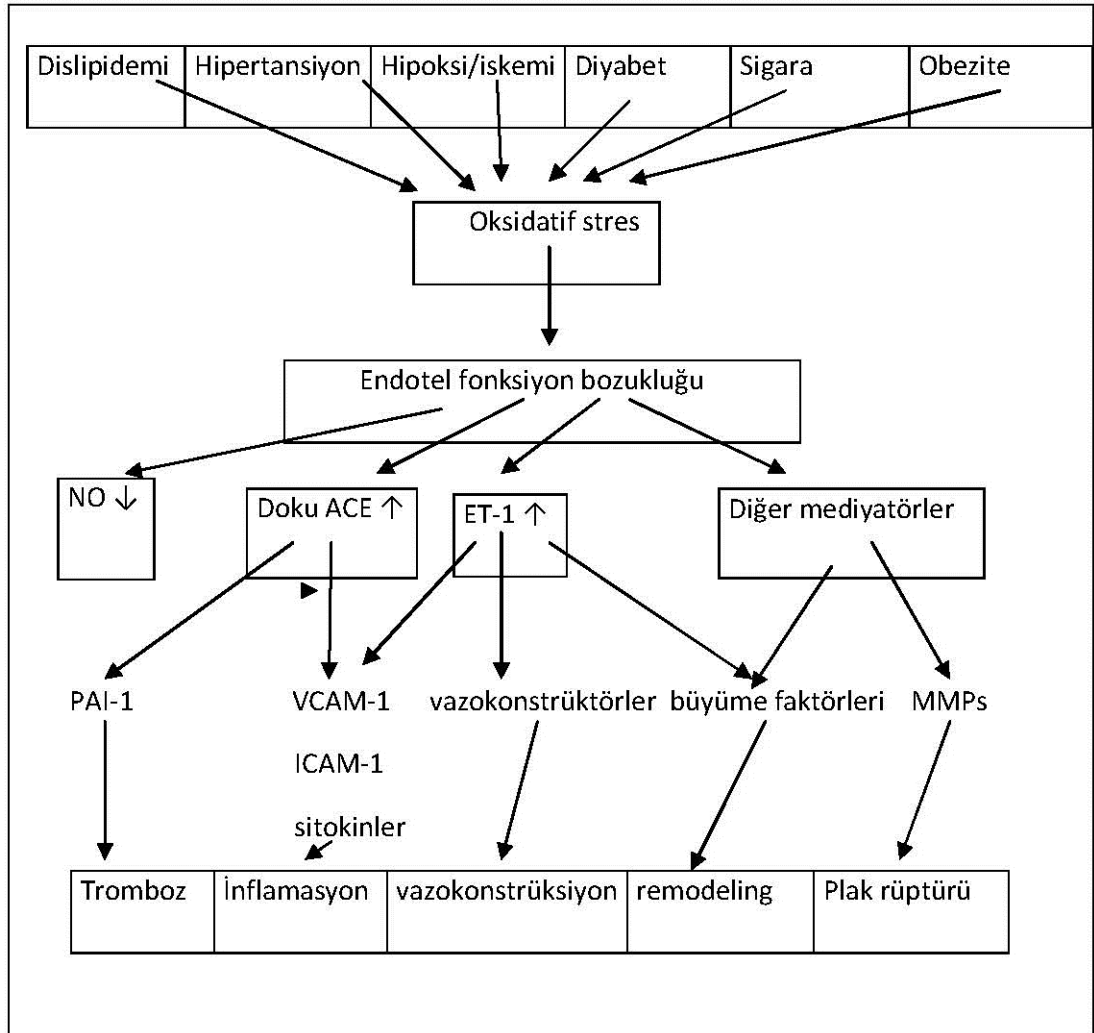 Dislipidemi Hipertansiyon Hipoksi/iskemi Diyabet Sigara Obezite
Oksidatif stres
Endotel fonksiyon bozukluğu
NO ↓ Doku ACE ↑ ET-1 ↑ Diğer mediyatörler
PAI-1 VCAM-1 vazokonstrüktörler büyüme faktörleri MMPs
ICAM-1
sitokinler
Tromboz İnflamasyon vazokonstrüksiyon remodeling Plak rüptürü